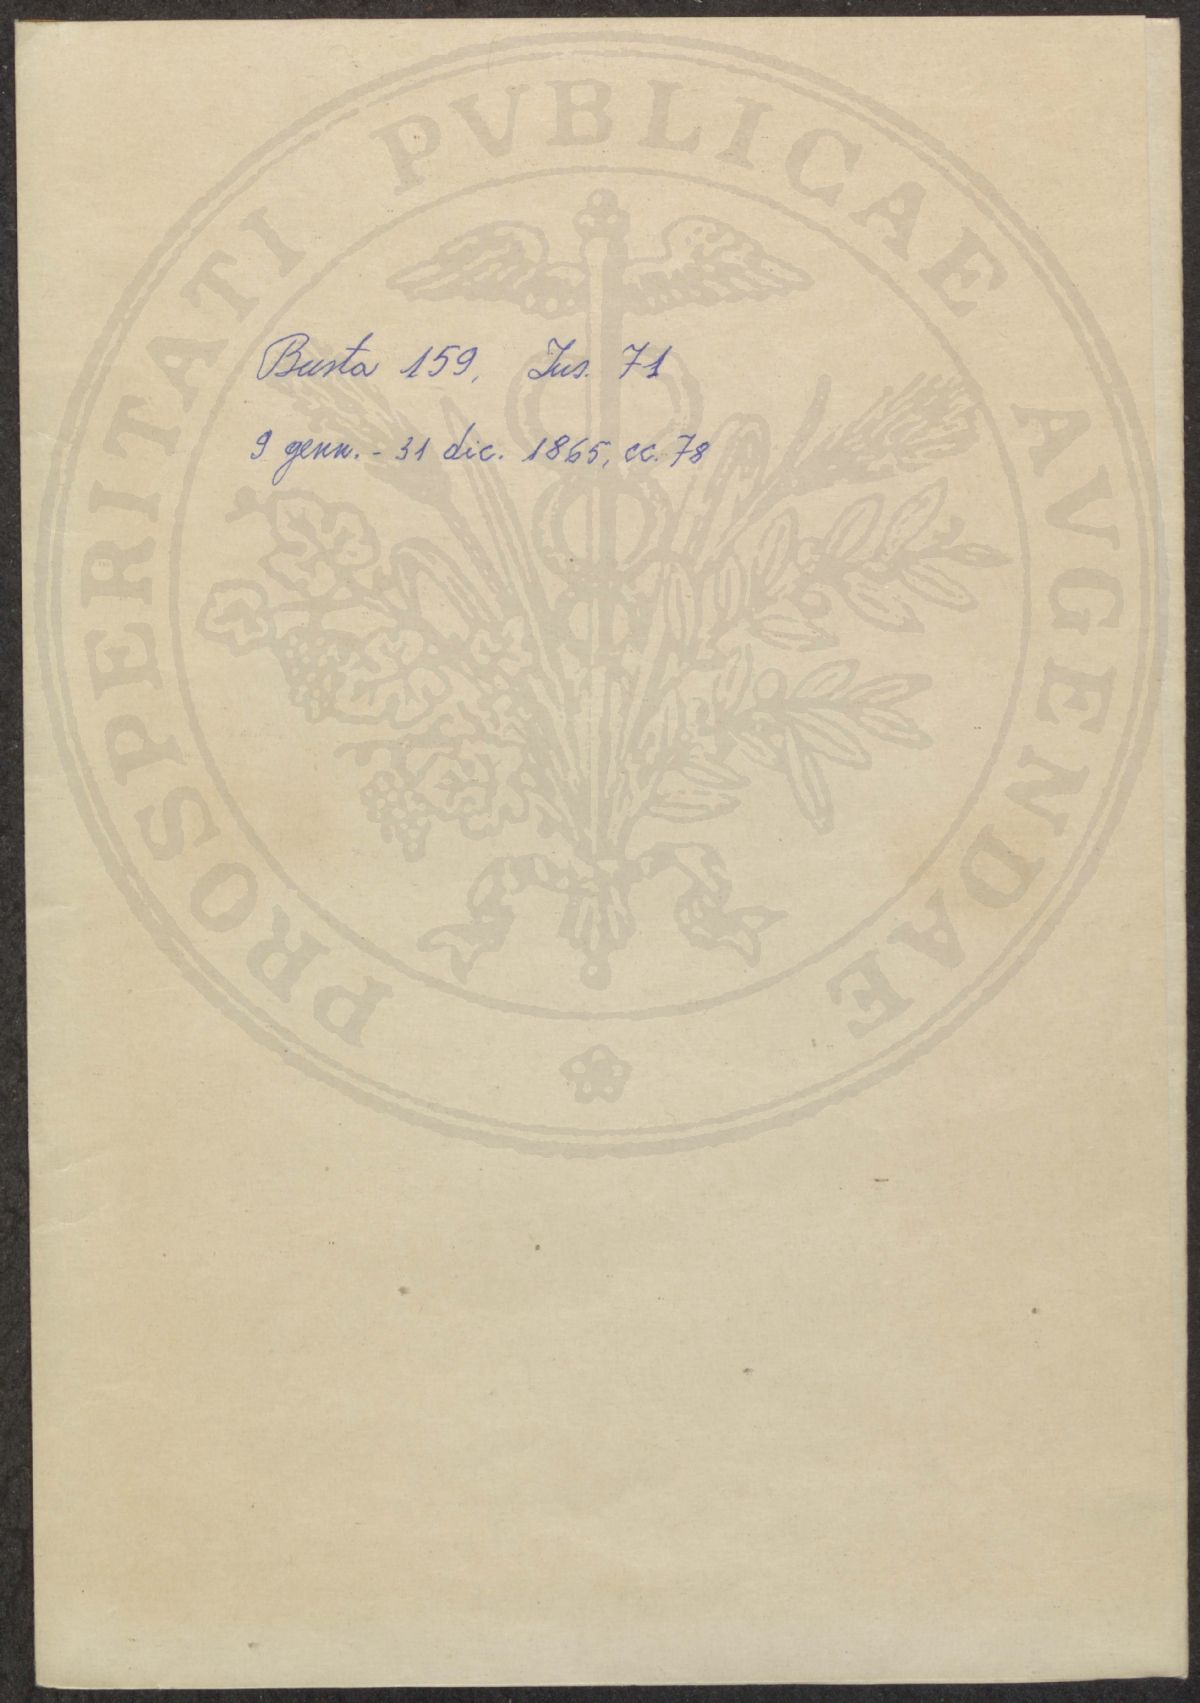 Busta 159, Ins. 71
9 genn. - 31 dic. 1865, cc. 78
PROSPERITATI PVBLICAE AVGENDAE